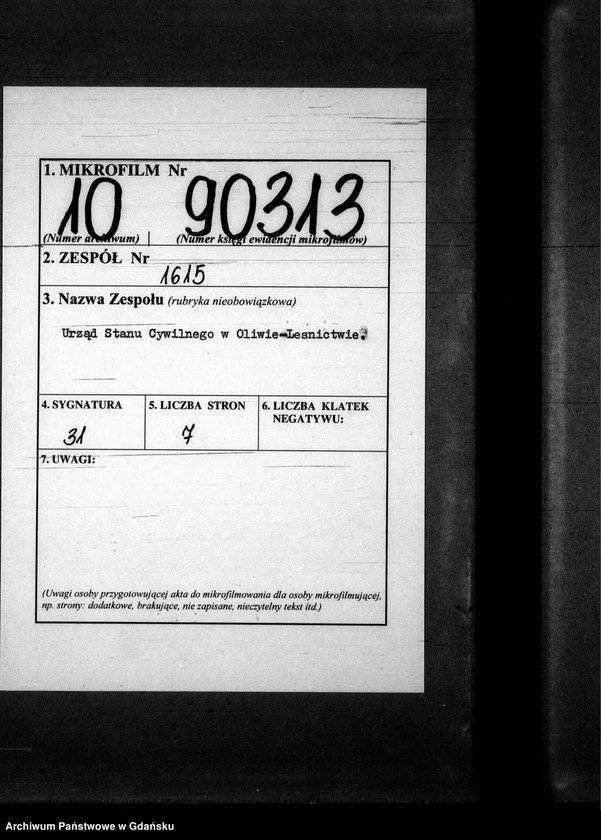 1. MIKROFILM Nr
10 90313
(Numer archiwum) (Numer księgi ewidencji mikrofilmów)
2. ZESPÓŁ Nr
1615
3. Nazwa Zespołu (rubryka nieobowiązkowa)
Urząd Stanu Cywilnego w Oliwie-Lesnictwie.
4. SYGNATURA
31
5. LICZBA STRON
7
6. LICZBA KLATEK
NEGATYWU:
7. UWAGI:
(Uwagi osoby przygotowującej akta do mikrofilmowania dla osoby mikrofilmującej,
np. strony: dodatkowe, brakujące, nie zapisane, nieczytelny tekst itd.)
Archiwum Państwowe w Gdańsku